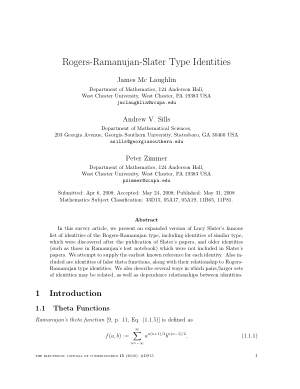 Rogers-Ramanujan-Slater Type Identities
James Mc Laughlin
Department of Mathematics, 124 Anderson Hall,
West Chester University, West Chester, PA 19383 USA
jmclaughlin@wcupa.edu
Andrew V. Sills
Department of Mathematical Sciences,
203 Georgia Avenue, Georgia Southern University, Statesboro, GA 30460 USA
asills@georgiasouthern.edu
Peter Zimmer
Department of Mathematics, 124 Anderson Hall,
West Chester University, West Chester, PA 19383 USA
pzimmer@wcupa.edu
Submitted: Apr 6, 2008; Accepted: May 24, 2008; Published: May 31, 2008
Mathematics Subject Classification: 33D15, 05A17, 05A19, 11B65, 11P81.
Abstract
In this survey article, we present an expanded version of Lucy Slater's famous
list of identities of the Rogers-Ramanujan type, including identities of similar type,
which were discovered after the publication of Slater's papers, and older identities
(such as those in Ramanujan's lost notebook) which were not included in Slater's
papers. We attempt to supply the earliest known reference for each identity. Also in-
cluded are identities of false theta functions, along with their relationship to Rogers-
Ramanujan type identities. We also describe several ways in which pairs/larger sets
of identities may be related, as well as dependence relationships between identities.
1 Introduction
1.1 Theta Functions
Ramanujan's theta function [9, p. 11, Eq. (1.1.5)] is defined as
f(a, b) := ∑_{n=−∞}^{∞} a^{n(n+1)/2} b^{n(n−1)/2}. (1.1.1)
THE ELECTRONIC JOURNAL OF COMBINATORICS 15 (2008), #DS15 1